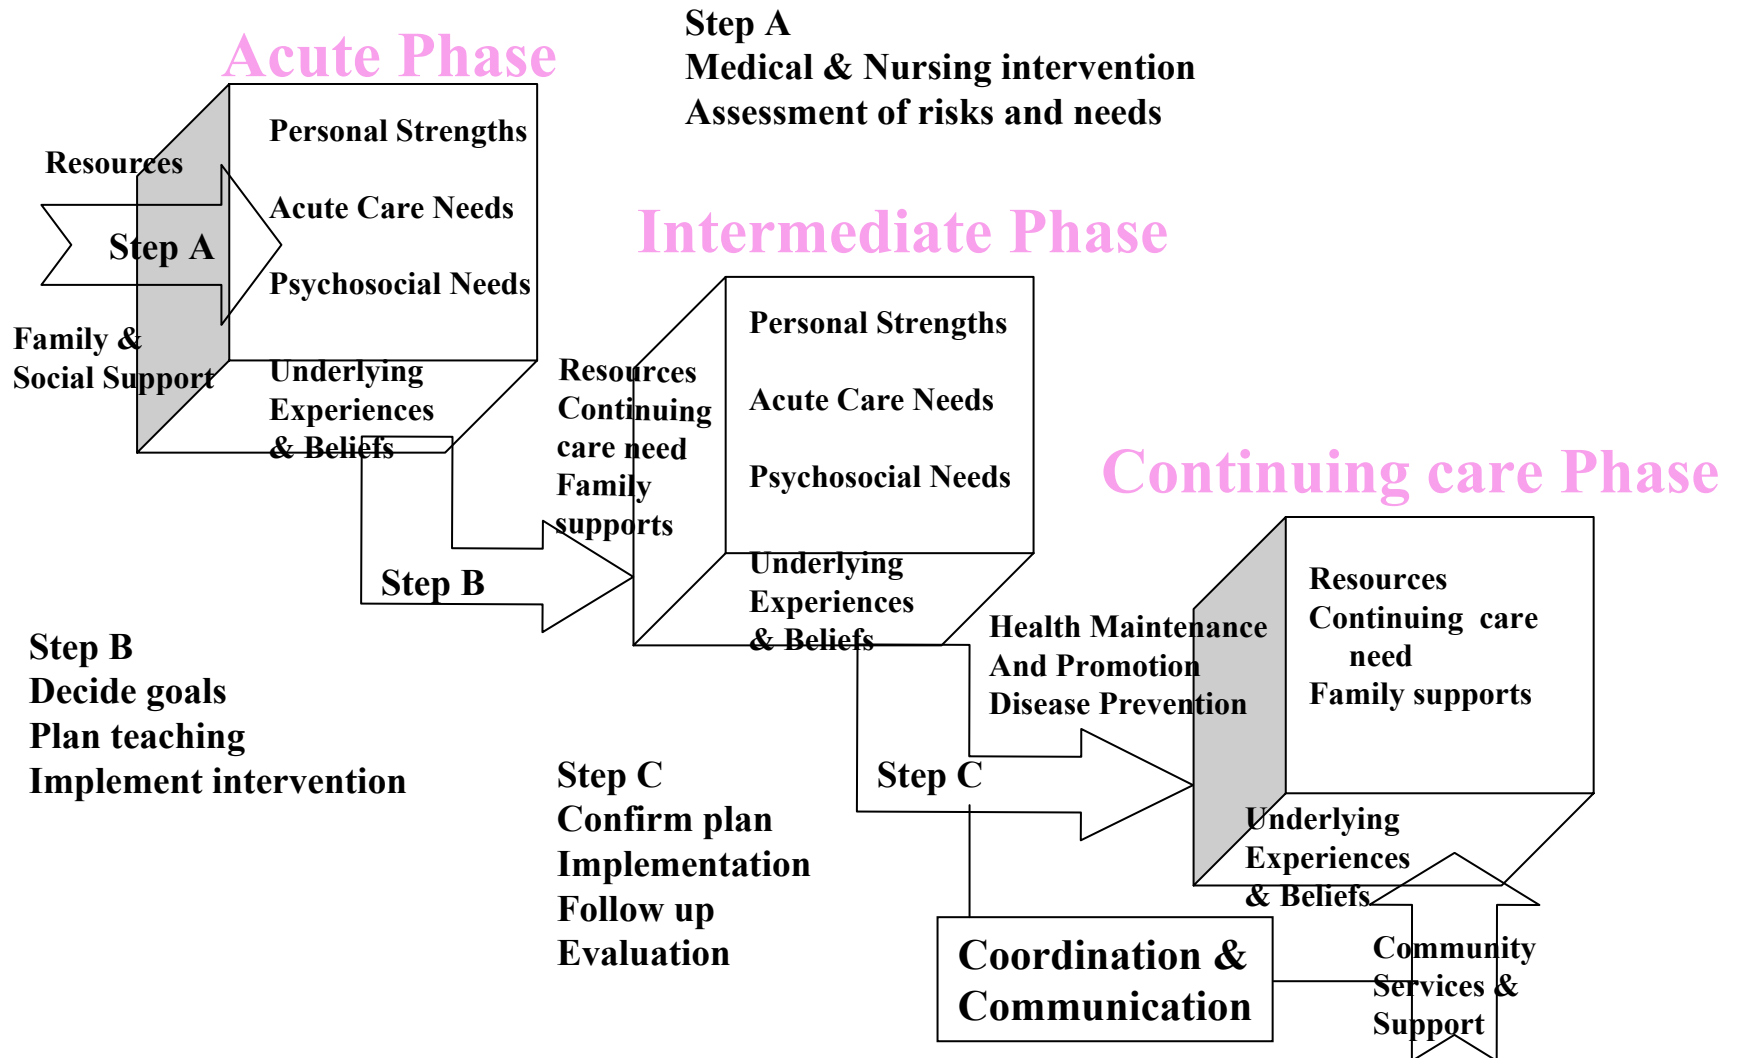 Step A
Medical & Nursing intervention
Assessment of risks and needs
Acute Phase
Personal Strengths
Resources
Acute Care Needs
Step A
Psychosocial Needs
Family &
Social Support
Underlying
Experiences
& Beliefs
Intermediate Phase
Personal Strengths
Resources
Continuing
care need
Family
supports
Acute Care Needs
Psychosocial Needs
Underlying
Experiences
& Beliefs
Step B
Step B
Decide goals
Plan teaching
Implement intervention
Continuing care Phase
Resources
Continuing care
need
Family supports
Health Maintenance
And Promotion
Disease Prevention
Step C
Step C
Confirm plan
Implementation
Follow up
Evaluation
Underlying
Experiences
& Beliefs
Coordination &
Communication
Community
Services &
Support